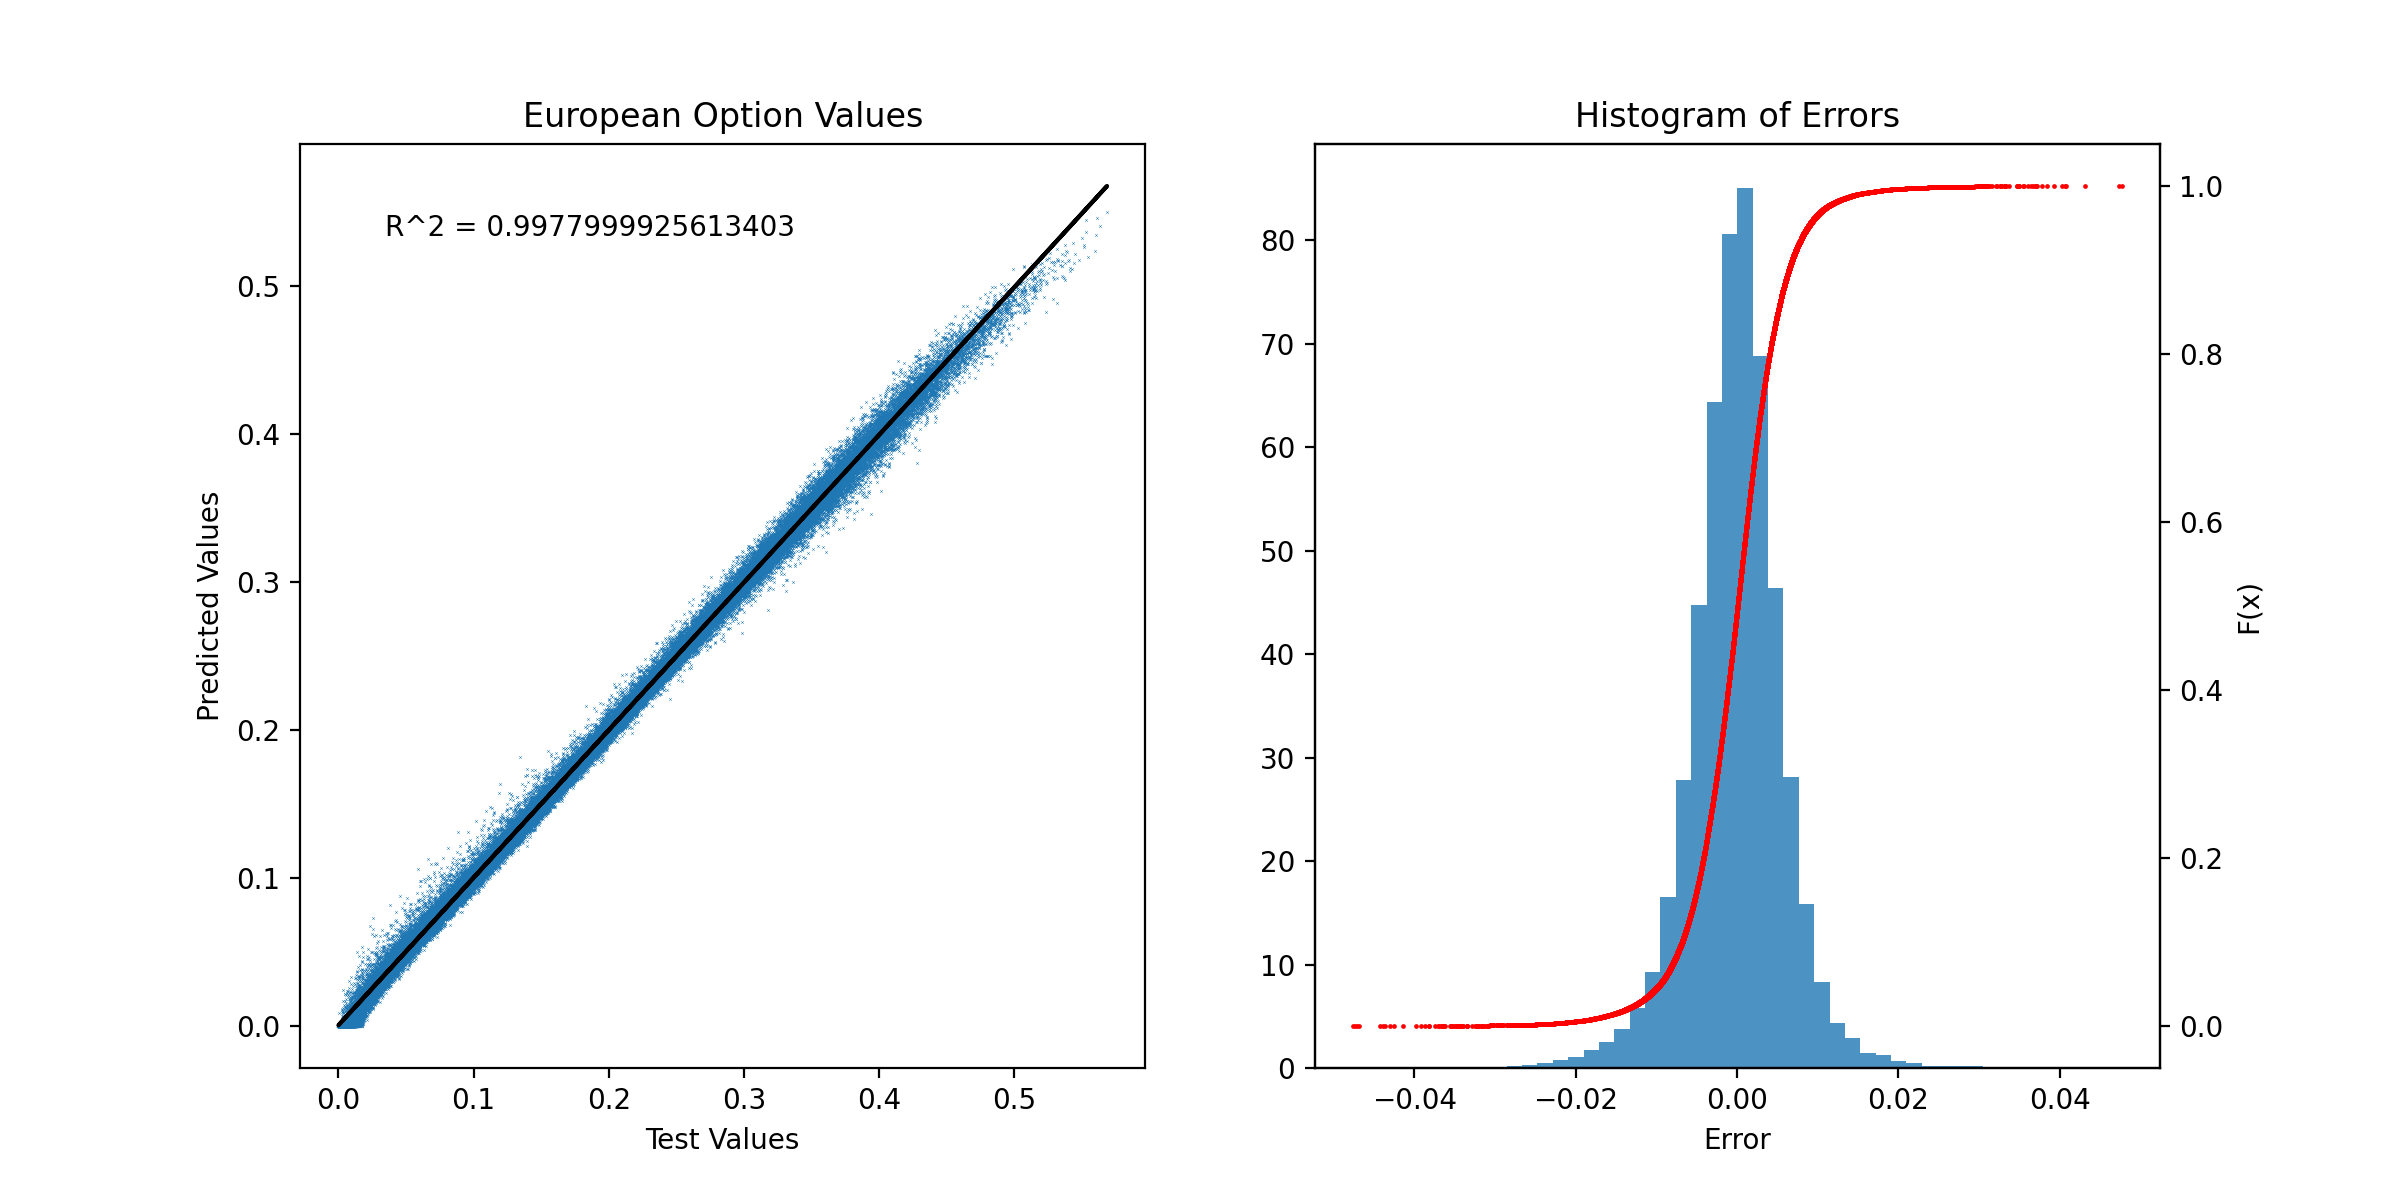 European Option Values
R^2 = 0.9977999925613403
Predicted Values
0.5
0.4
0.3
0.2
0.1
0.0
0.0 0.1 0.2 0.3 0.4 0.5
Test Values
Histogram of Errors
80
70
60
50
40
30
20
10
0
−0.04 −0.02 0.00 0.02 0.04
Error
1.0
0.8
0.6
0.4
0.2
0.0
F(x)